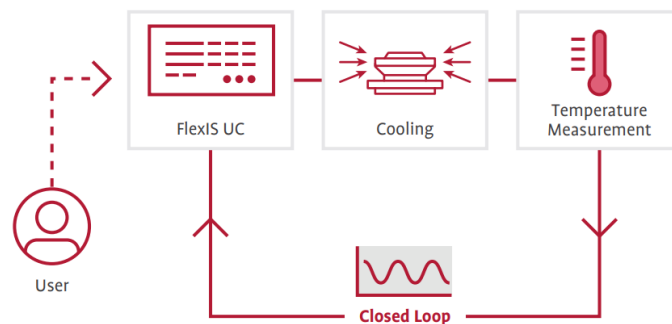 FlexIS UC
Cooling
Temperature
Measurement
User
Closed Loop